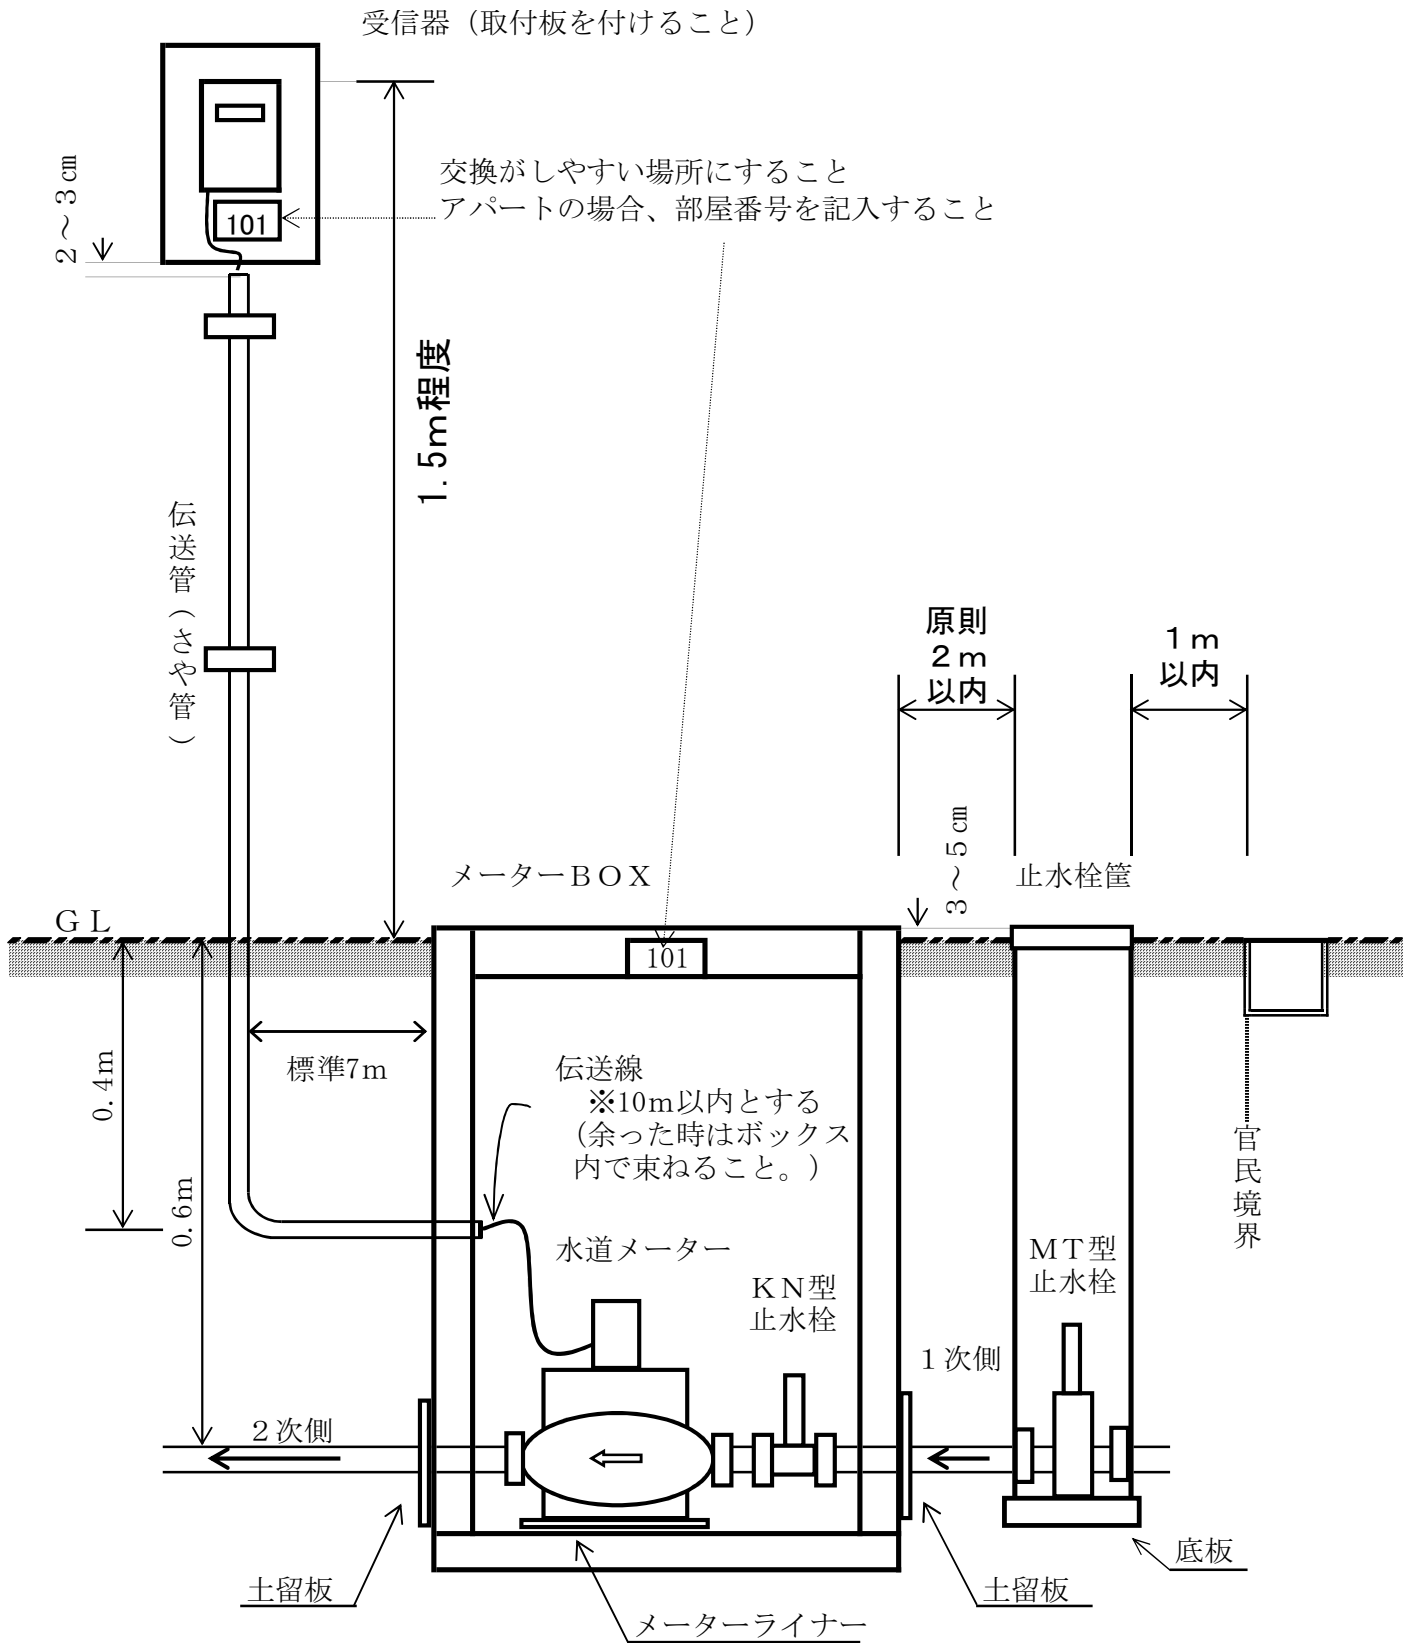 受信器（取付板を付けること）
2～3㎝
交換がしやすい場所にすること
アパートの場合、部屋番号を記入すること
101
1.5m程度
伝送管(さや管)
原則
２ｍ
以内
１ｍ
以内
3～5㎝
メーターＢＯＸ
止水栓筐
ＧＬ
101
標準7m
0.4m
0.6m
伝送線
※10m以内とする
(余った時はボックス
内で束ねること。)
官民境界
水道メーター
ＫＮ型
止水栓
ＭＴ型
止水栓
１次側
２次側
底板
土留板
土留板
メーターライナー